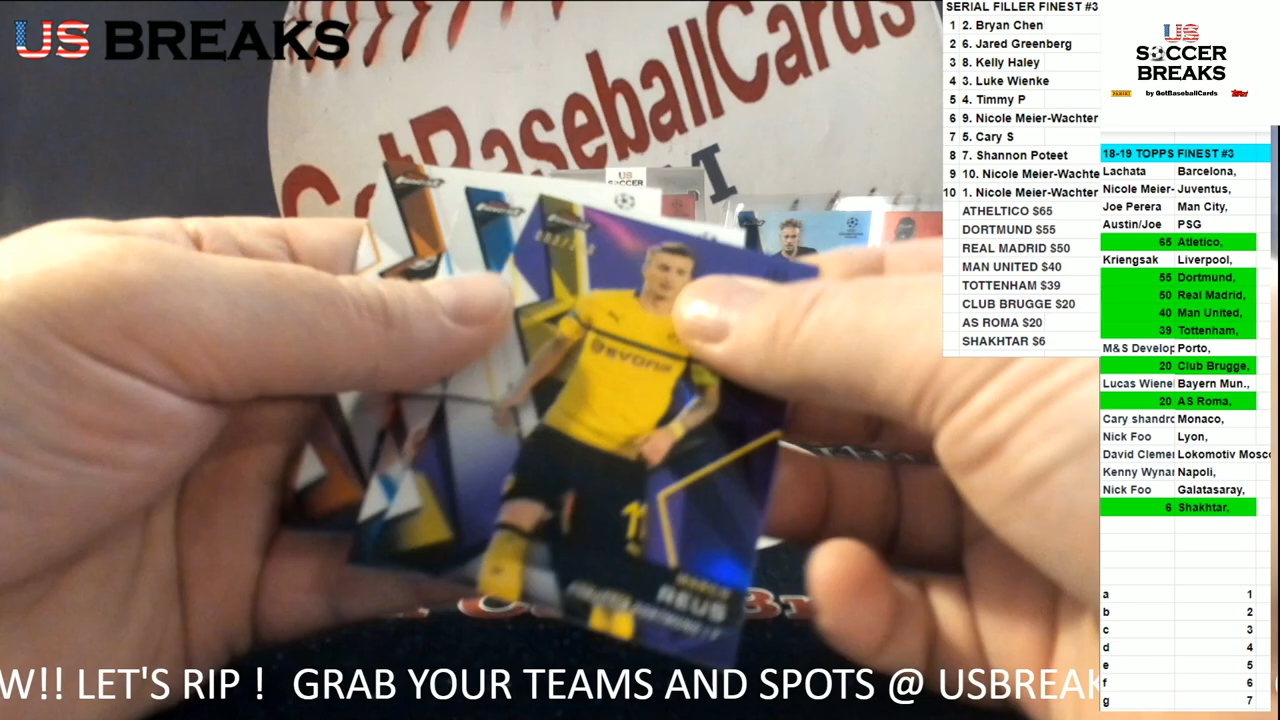 US BREAKS
GotBaseballCards
US
SOCCER
evonik
11
REUS
W!! LET'S RIP ! GRAB YOUR TEAMS AND SPOTS @ USBREAK
SERIAL FILLER FINEST #3
1 2. Bryan Chen
2 6. Jared Greenberg
3 8. Kelly Haley
4 3. Luke Wienke
5 4. Timmy P
6 9. Nicole Meier-Wachter
7 5. Cary S
8 7. Shannon Poteet
9 10. Nicole Meier-Wachte
10 1. Nicole Meier-Wachter
ATHELTICO $65
DORTMUND $55
REAL MADRID $50
MAN UNITED $40
TOTTENHAM $39
CLUB BRUGGE $20
AS ROMA $20
SHAKHTAR $6
US
SOCCER
BREAKS
PANINI by GotBaseballCards Topps
18-19 TOPPS FINEST #3
Lachata Barcelona,
Nicole Meier- Juventus,
Joe Perera Man City,
Austin/Joe PSG
65 Atletico,
Kriengsak Liverpool,
55 Dortmund,
50 Real Madrid,
40 Man United,
39 Tottenham,
M&S Develop Porto,
20 Club Brugge,
Lucas Wiene Bayern Mun.,
20 AS Roma,
Cary shandro Monaco,
Nick Foo Lyon,
David Clemer Lokomotiv Mosco
Kenny Wynar Napoli,
Nick Foo Galatasaray,
6 Shakhtar,
a 1
b 2
c 3
d 4
e 5
f 6
g 7